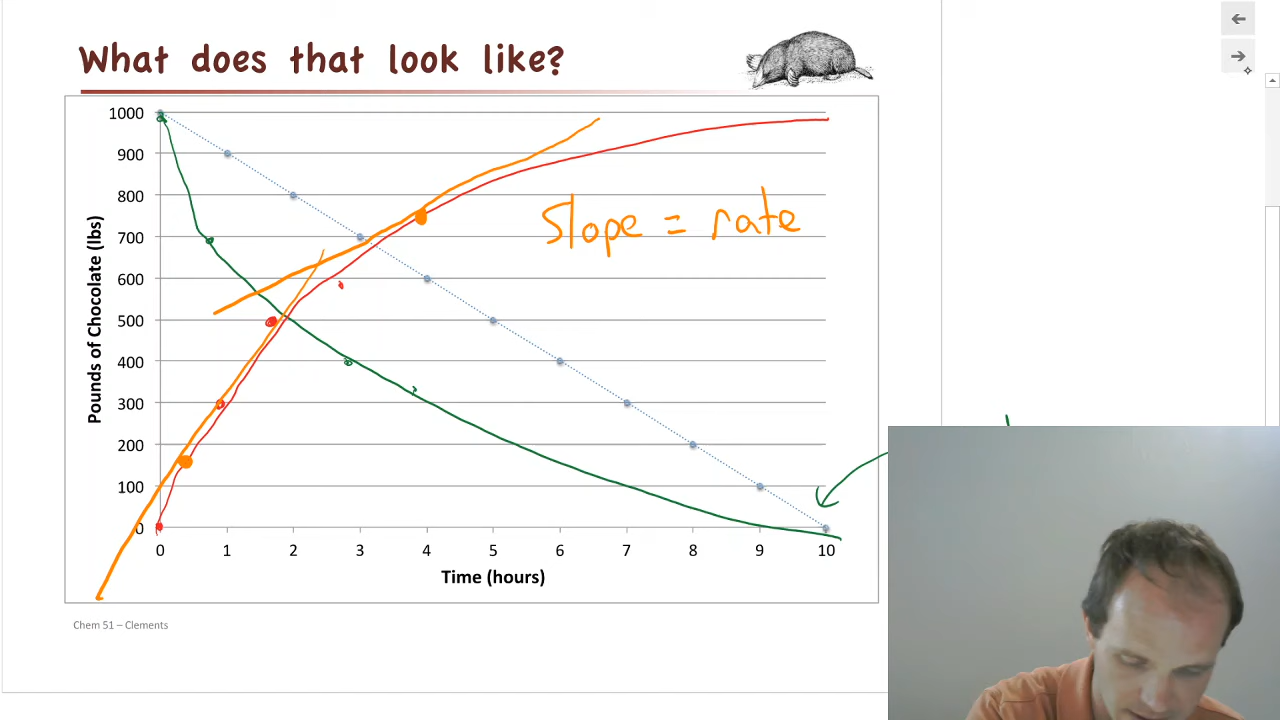 What does that look like?
1000
900
800
700
600
500
400
300
200
100
0
Pounds of Chocolate (lbs)
Slope = rate
0 1 2 3 4 5 6 7 8 9 10
Time (hours)
Chem 51 – Clements